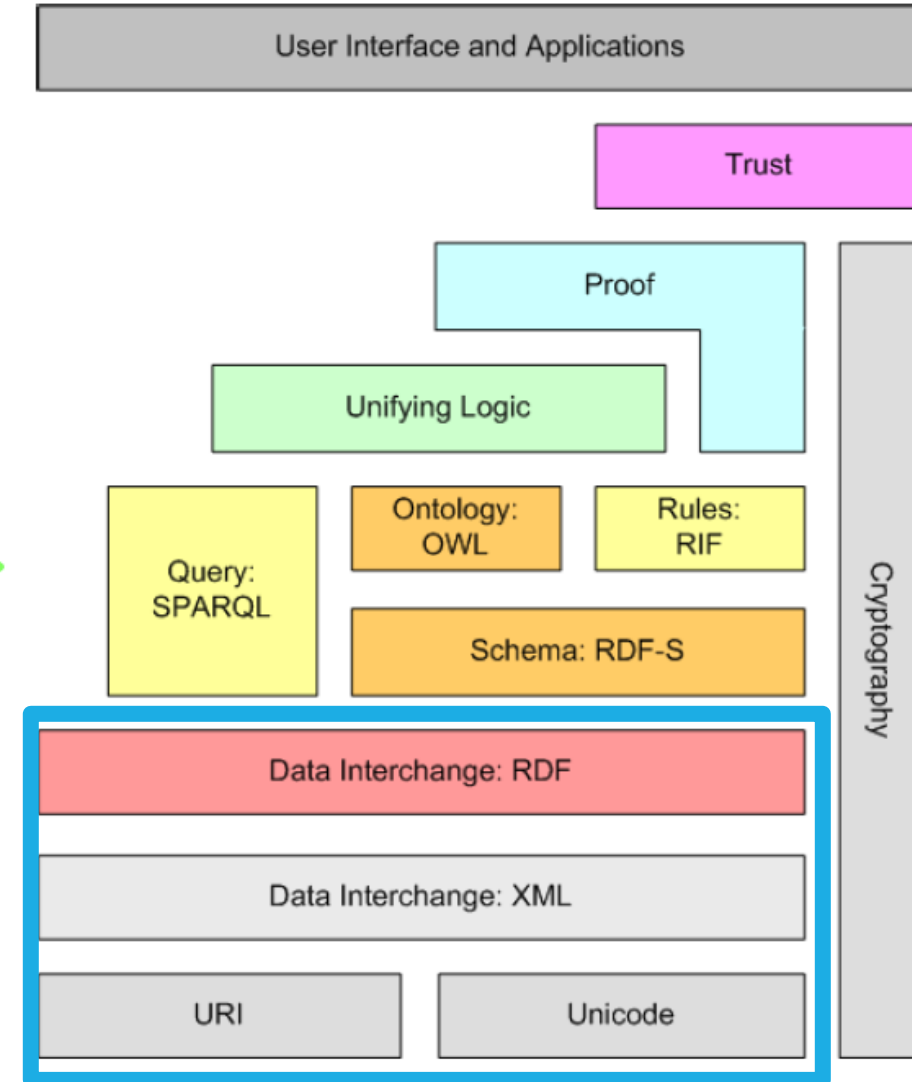 User Interface and Applications
Trust
Proof
Unifying Logic
Ontology:
OWL
Rules:
RIF
Query:
SPARQL
Schema: RDF-S
Cryptography
Data Interchange: RDF
Data Interchange: XML
URI
Unicode